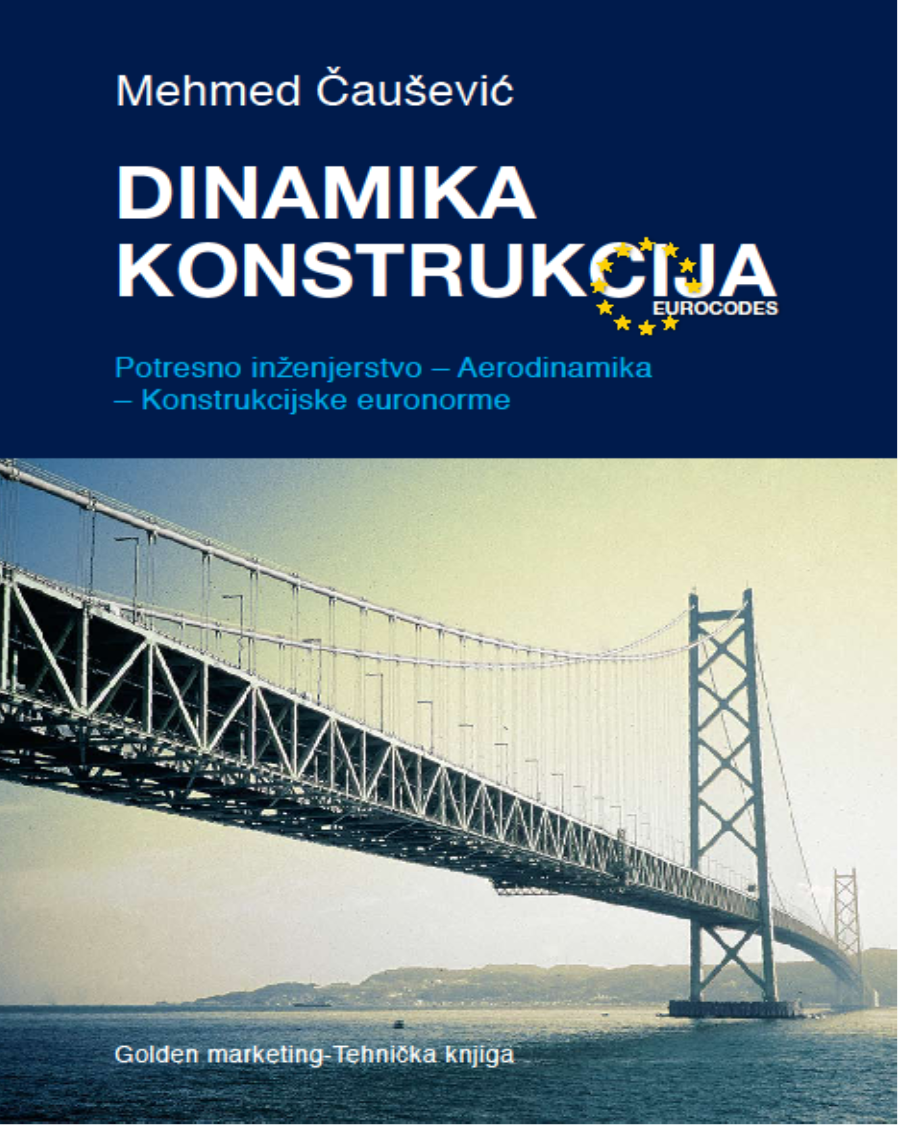 Mehmed Čaušević
DINAMIKA
KONSTRUKCIJA
EUROCODES
Potresno inženjerstvo – Aerodinamika
– Konstrukcijske euronorme
Golden marketing-Tehnička knjiga